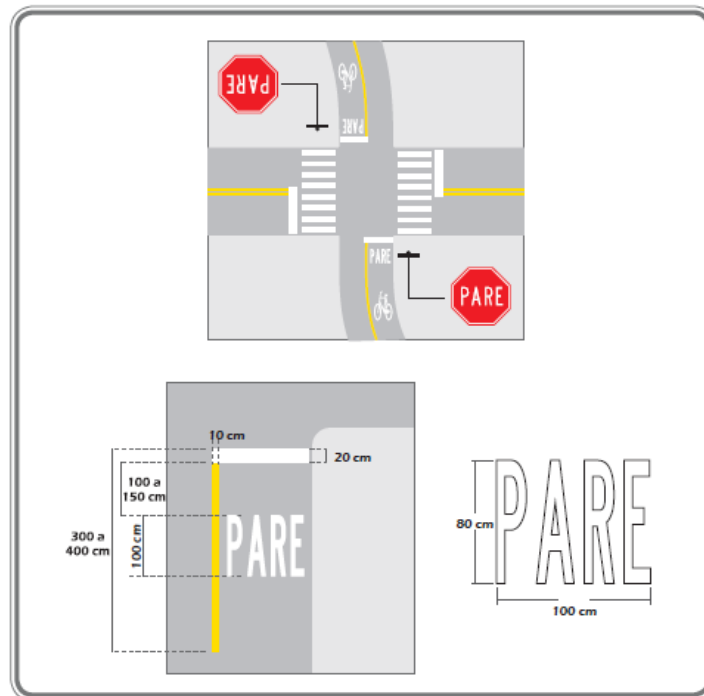 PARE
PARE
PARE
PARE
10 cm
20 cm
100 a
150 cm
300 a
400 cm
100 cm
PARE
80 cm
PARE
100 cm